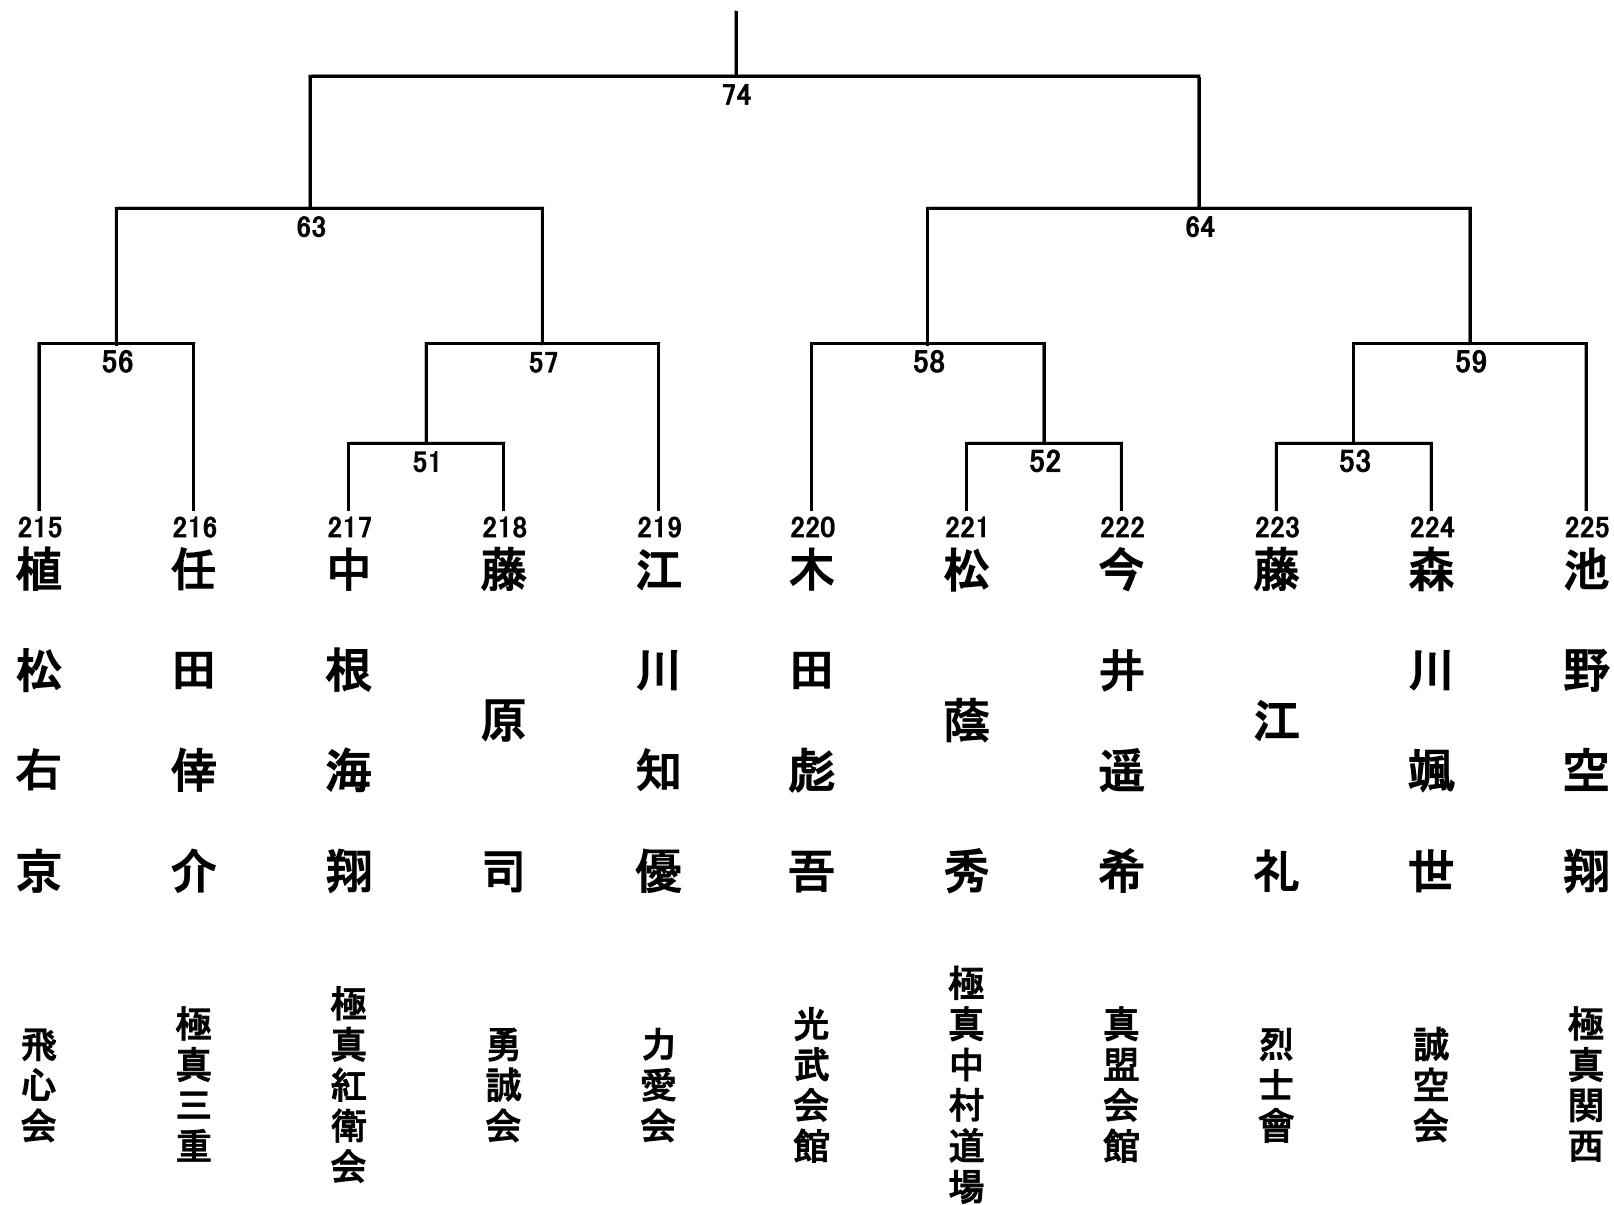 74
63
64
56
57
58
59
51
52
53
215
216
217
218
219
220
221
222
223
224
225
植松右京
任田倖介
中根海翔
藤原司
江川知優
木田彪吾
松蔭秀
今井遥希
藤江礼
森川颯世
池野空翔
飛心会
極真三重
極真紅衛会
勇誠会
力愛会
光武会館
極真中村道場
真盟会館
烈士會
誠空会
極真関西